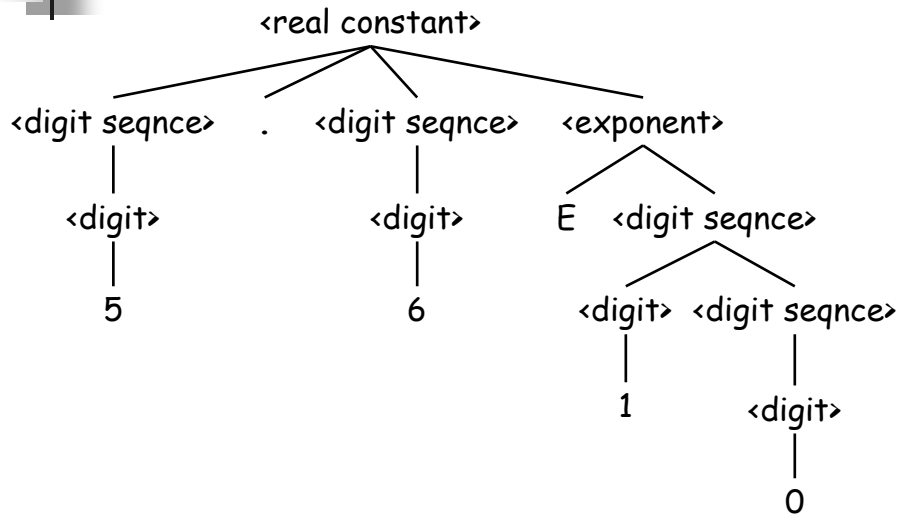 <real constant>
<digit seqnce> . <digit seqnce> <exponent>
<digit> <digit> E <digit seqnce>
5 6 <digit> <digit seqnce>
1 <digit>
0